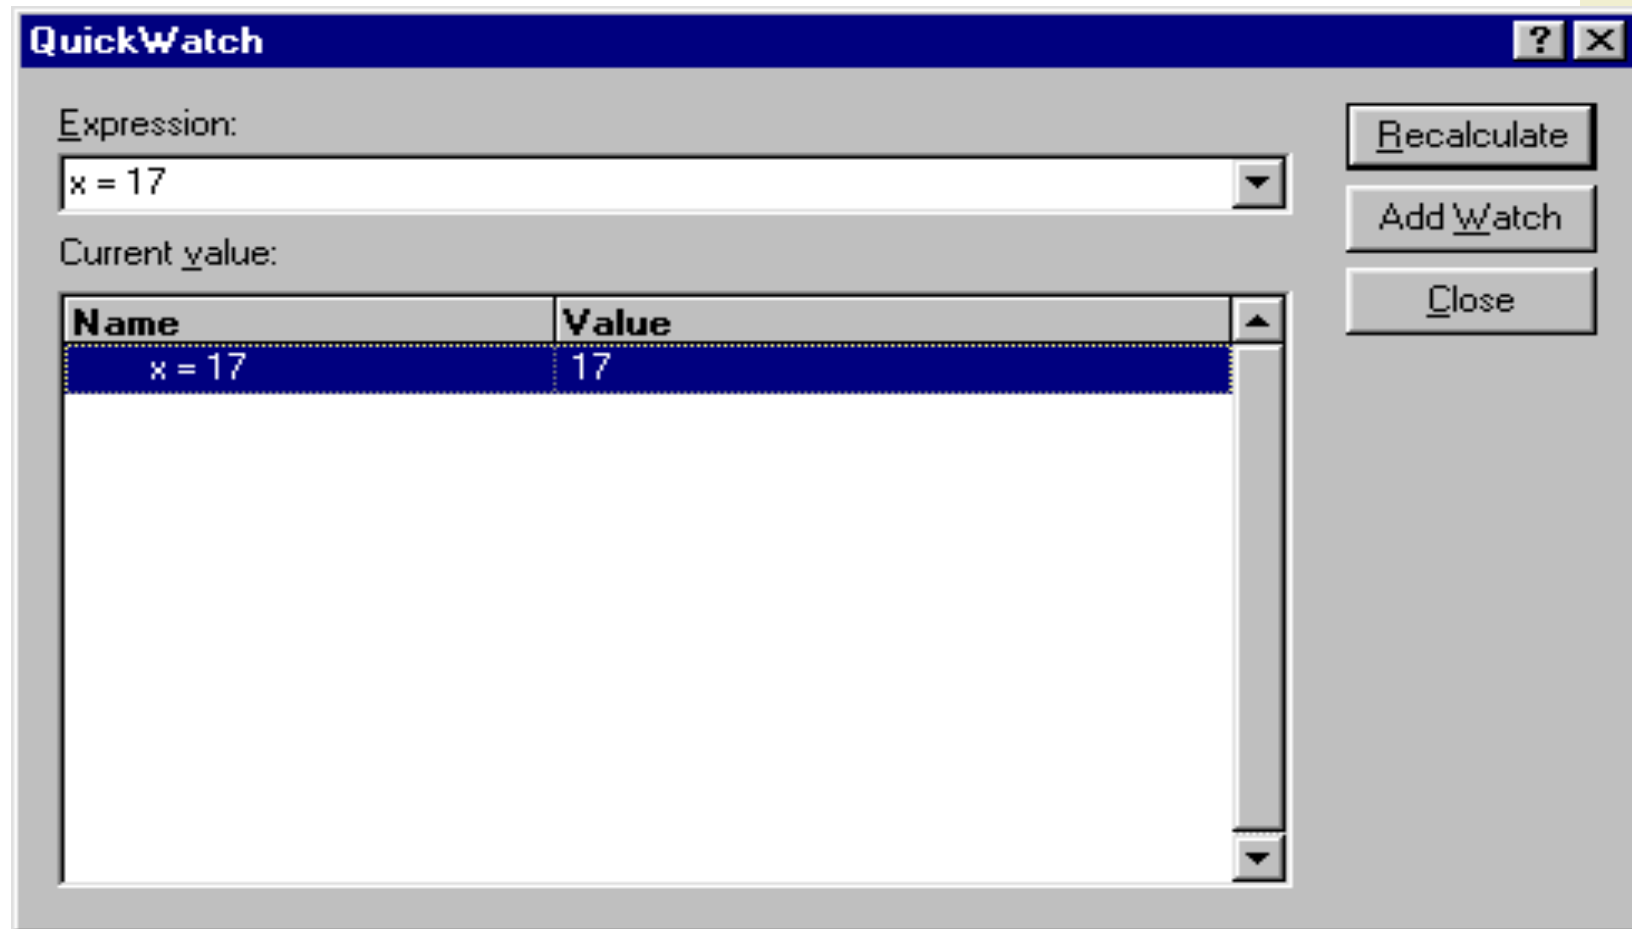 QuickWatch
Expression:
x = 17
Recalculate
Add Watch
Close
Current value:
Name Value
x = 17 17